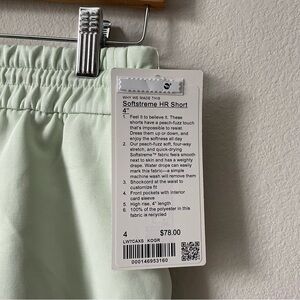 WHY WE MADE THIS
Softstreme HR Short
4"
1. Feel it to believe it: These
shorts have a peach-fuzz touch
that's impossible to resist.
Dress them up or down, and
enjoy the softness all day
2. Our peach-fuzz soft, four-way
stretch, and quick-drying
Softstreme™ fabric feels smooth
next to skin and has a weighty
drape. Water drops can easily
mark this fabric—a simple
machine wash will remove them
3. Shockcord at the waist to
customize fit
4. Front pockets with interior
card sleeve
5. High rise, 4" length
6. 100% of the polyester in this
fabric is recycled
4 $78.00
LW7CAXS KOGR
000146953160